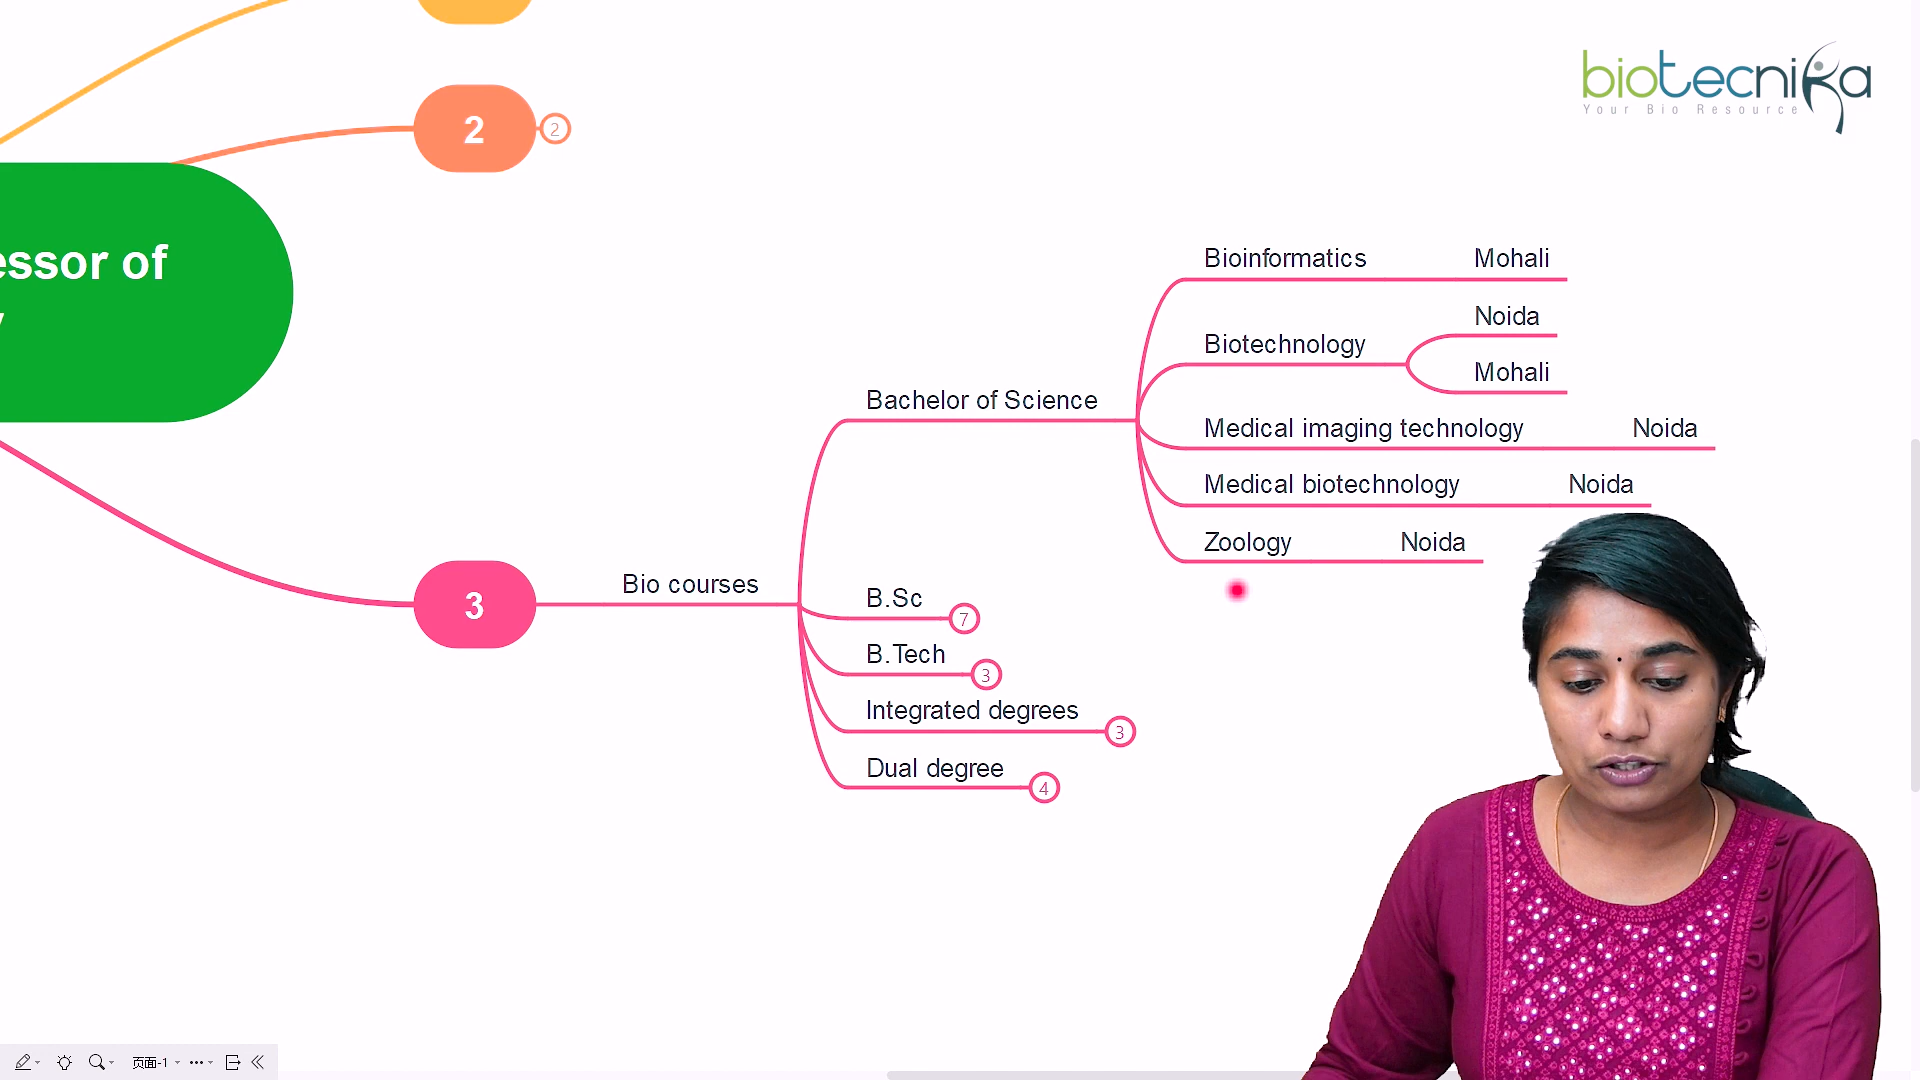 biotecnika
Your Bio Resource
2
2
essor of
Bioinformatics Mohali
Biotechnology
Noida
Mohali
Bachelor of Science
Medical imaging technology Noida
Medical biotechnology Noida
Zoology Noida
3
Bio courses
B.Sc 7
B.Tech 3
Integrated degrees 3
Dual degree 4
页面-1